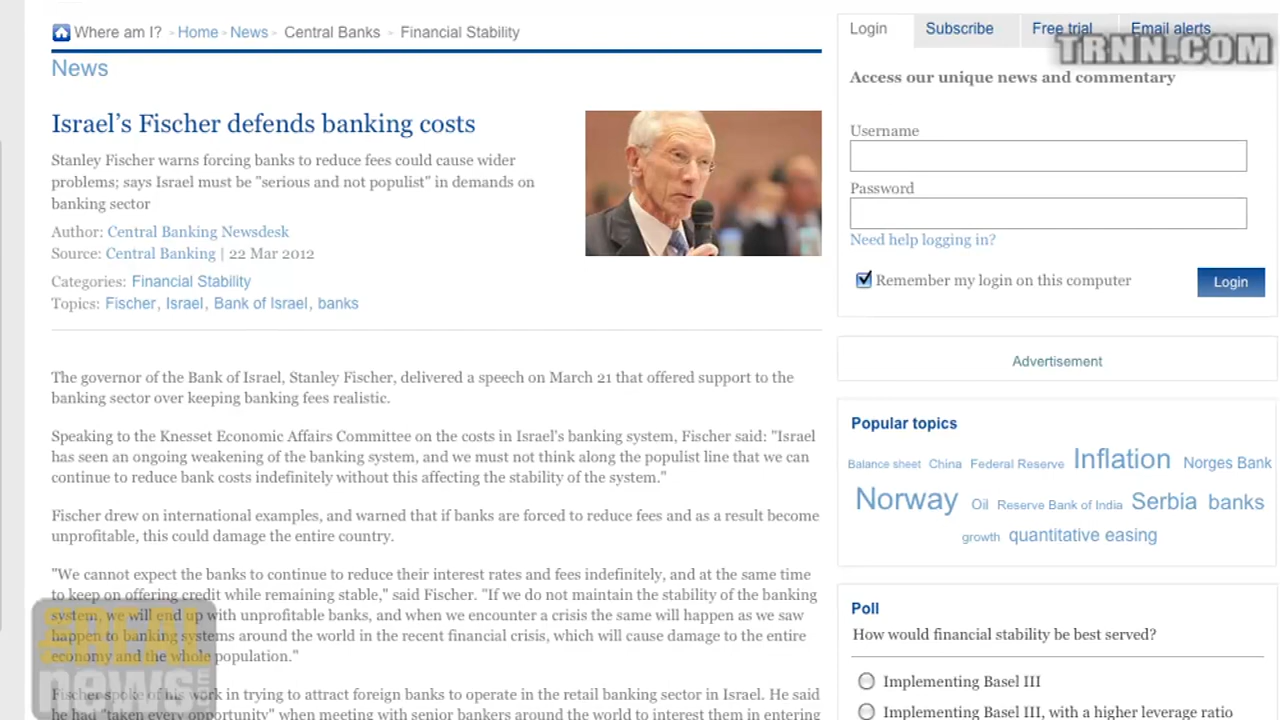 Where am I? > Home > News > Central Banks > Financial Stability
News
Israel's Fischer defends banking costs
Stanley Fischer warns forcing banks to reduce fees could cause wider
problems; says Israel must be "serious and not populist" in demands on
banking sector
Author: Central Banking Newsdesk
Source: Central Banking | 22 Mar 2012
Categories: Financial Stability
Topics: Fischer, Israel, Bank of Israel, banks
The governor of the Bank of Israel, Stanley Fischer, delivered a speech on March 21 that offered support to the
banking sector over keeping banking fees realistic.
Speaking to the Knesset Economic Affairs Committee on the costs in Israel's banking system, Fischer said: "Israel
has seen an ongoing weakening of the banking system, and we must not think along the populist line that we can
continue to reduce bank costs indefinitely without this affecting the stability of the system."
Fischer drew on international examples, and warned that if banks are forced to reduce fees and as a result become
unprofitable, this could damage the entire country.
"We cannot expect the banks to continue to reduce their interest rates and fees indefinitely, and at the same time
to keep on offering credit while remaining stable," said Fischer. "If we do not maintain the stability of the banking
system, we will end up with unprofitable banks, and when we encounter a crisis the same will happen as we saw
happen to banking systems around the world in the recent financial crisis, which will cause damage to the entire
economy and the whole population."
Fischer spoke of his work in trying to attract foreign banks to operate in the retail banking sector in Israel. He said
he had "taken every opportunity" when meeting with senior bankers around the world to interest them in entering
THE REAL
news.com
Login Subscribe Free trial Email alerts
TRNN.COM
Access our unique news and commentary
Username
Password
Need help logging in?
Remember my login on this computer
Login
Advertisement
Popular topics
Balance sheet China Federal Reserve Inflation Norges Bank
Norway Oil Reserve Bank of India Serbia banks
growth quantitative easing
Poll
How would financial stability be best served?
Implementing Basel III
Implementing Basel III, with a higher leverage ratio